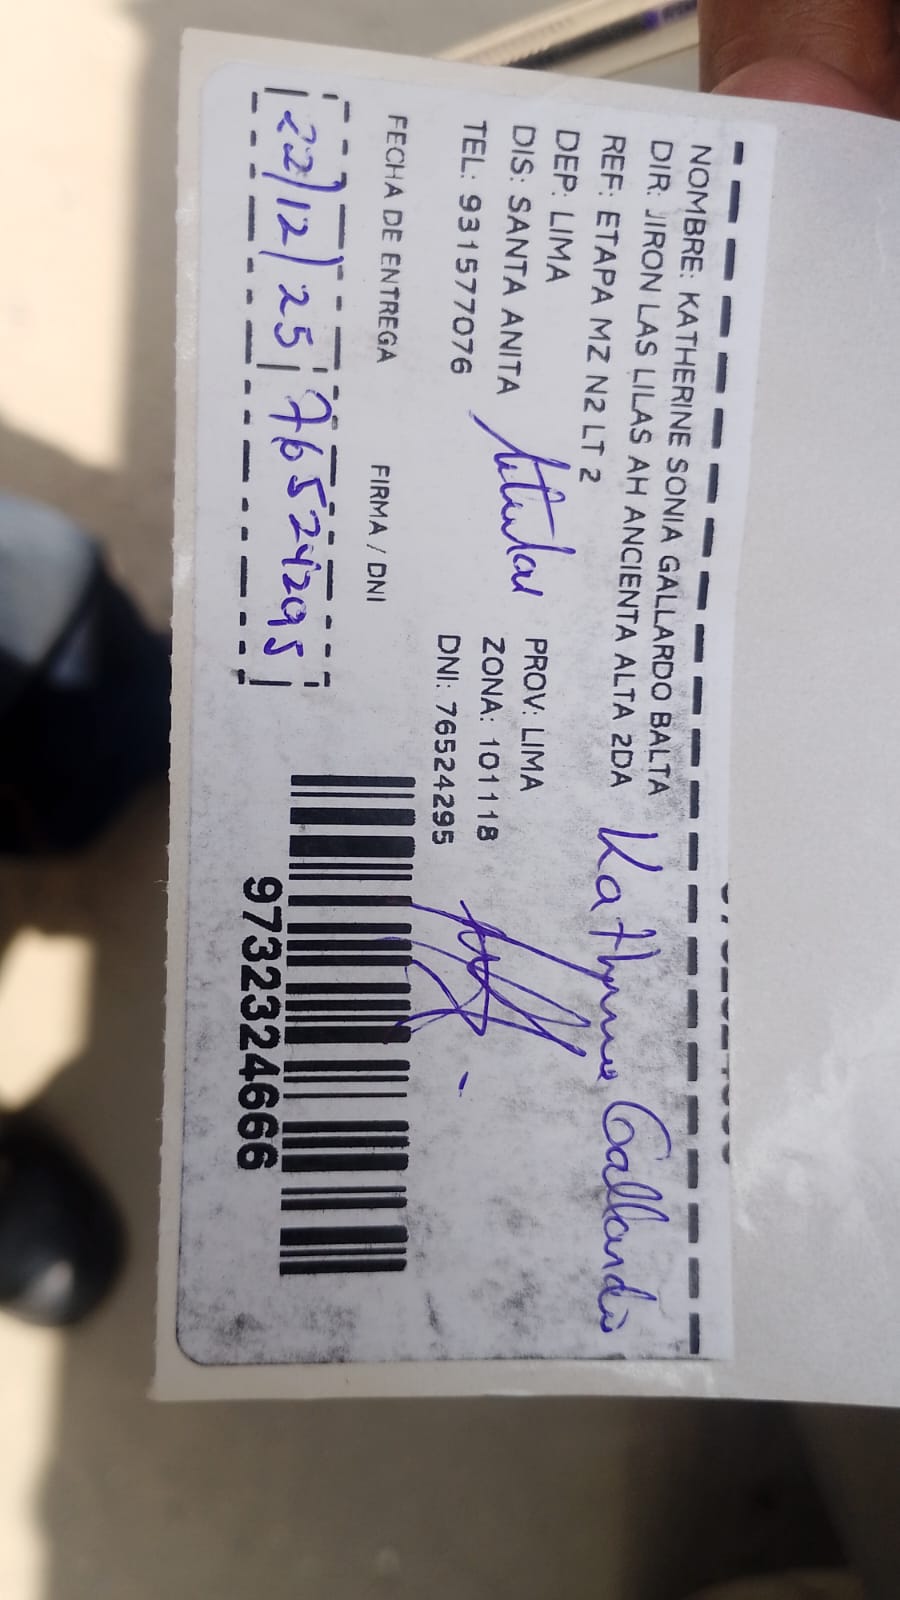 NOMBRE: KATHERINE SONIA GALLARDO BALTA
DIR: JIRON LAS LILAS AH ANCIENTA ALTA 2DA
REF: ETAPA MZ N2 LT 2
Katherine Gallardo
DEP: LIMA
PROV: LIMA
DIS: SANTA ANITA
titular
ZONA: 101118
TEL: 931577076
DNI: 76524295
FECHA DE ENTREGA
FIRMA / DNI
22/12/25
76524295
9732324666